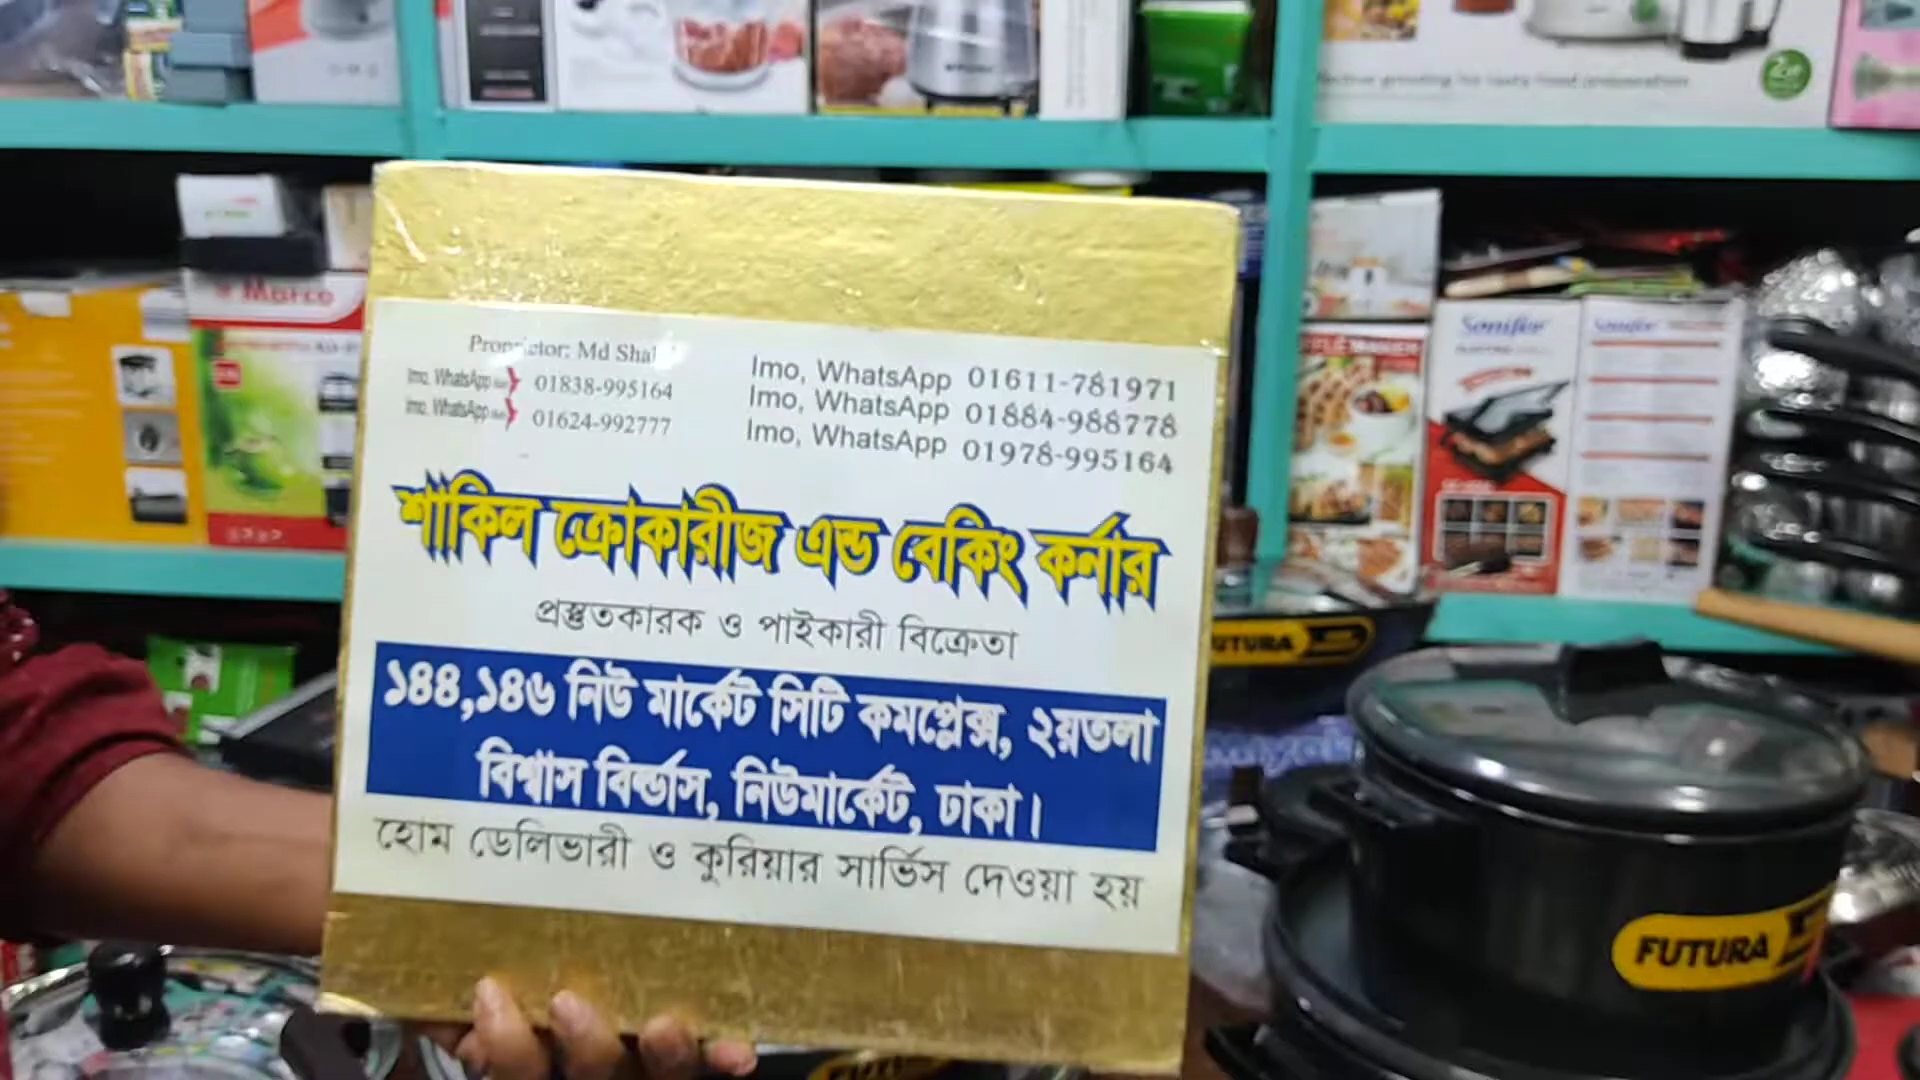 Proprietor: Md
Imo. WhatsApp 01838-995164
Imo. WhatsApp 01624-992777
Imo, WhatsApp 01611-781971
Imo, WhatsApp 01884-988778
Imo, WhatsApp 01978-995164
শাকিল ক্রোকারীজ এন্ড বেকিং কর্নার
প্রস্তুতকারক ও পাইকারী বিক্রেতা
১৪৪,১৪৬ নিউ মার্কেট সিটি কমপ্লেক্স, ২য়তলা
বিশ্বাস বিল্ডার্স, নিউমার্কেট, ঢাকা।
হোম ডেলিভারী ও কুরিয়ার সার্ভিস দেওয়া হয়
Marco
Sonifer
Sonifer
FUTURA
FUTURA